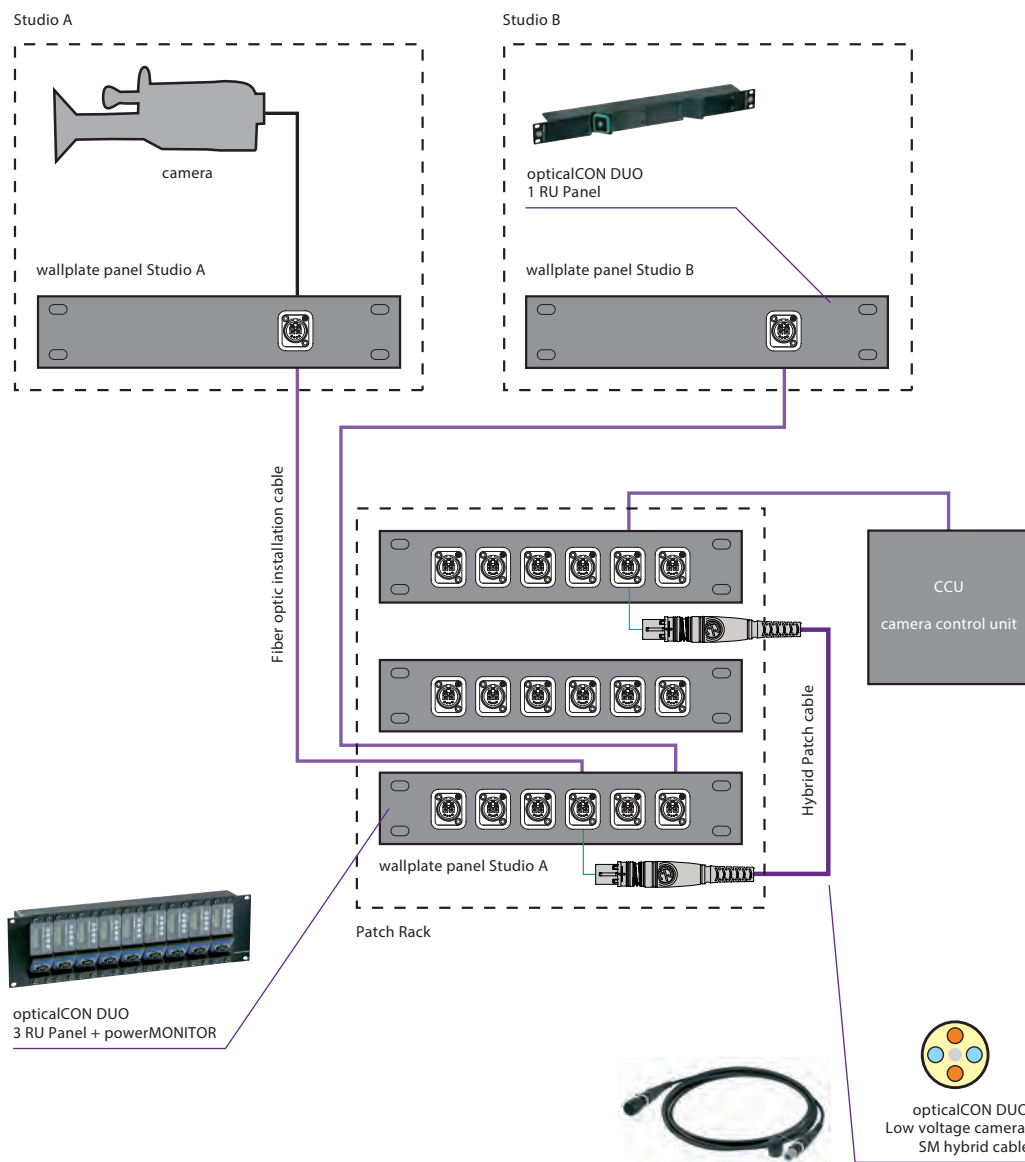 Studio A
Studio B
camera
opticalCON DUO
1 RU Panel
wallplate panel Studio A
wallplate panel Studio B
Fiber optic installation cable
CCU
camera control unit
Hybrid Patch cable
wallplate panel Studio A
Patch Rack
opticalCON DUO
3 RU Panel + powerMONITOR
opticalCON DUO
Low voltage camera
SM hybrid cable